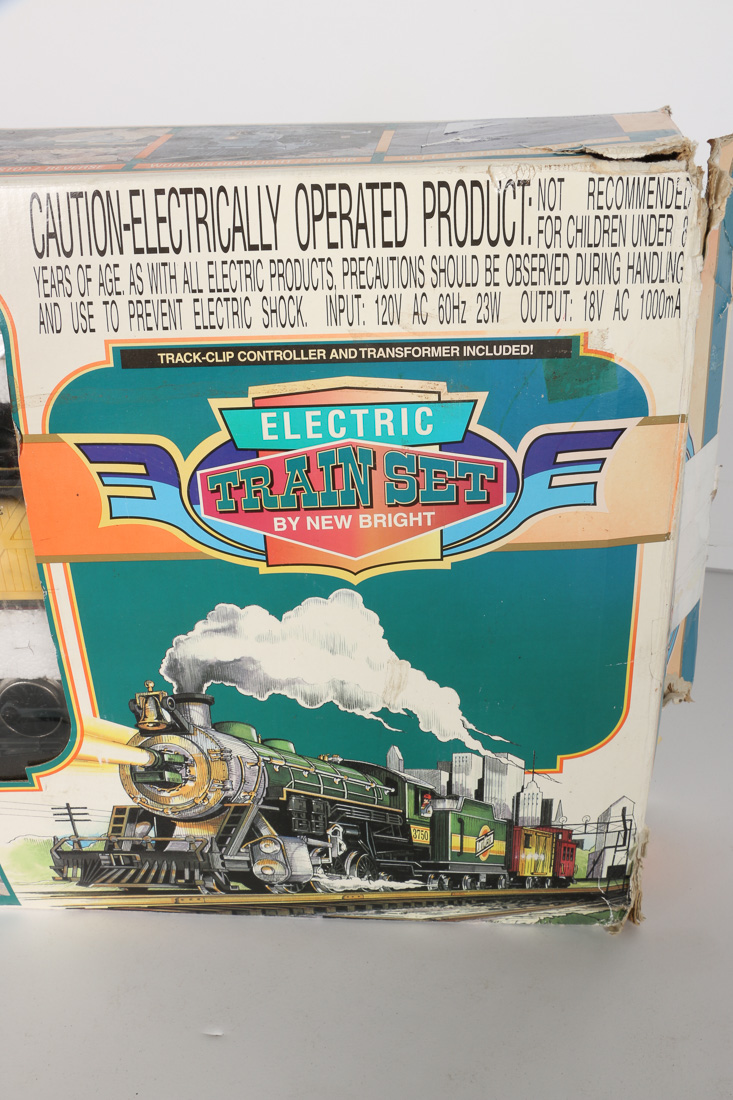 CAUTION-ELECTRICALLY OPERATED PRODUCT: NOT RECOMMENDED
FOR CHILDREN UNDER 8
YEARS OF AGE. AS WITH ALL ELECTRIC PRODUCTS, PRECAUTIONS SHOULD BE OBSERVED DURING HANDLING
AND USE TO PREVENT ELECTRIC SHOCK. INPUT: 120V AC 60Hz 23W OUTPUT: 18V AC 1000mA
TRACK-CLIP CONTROLLER AND TRANSFORMER INCLUDED!
ELECTRIC
TRAIN SET
BY NEW BRIGHT
3750